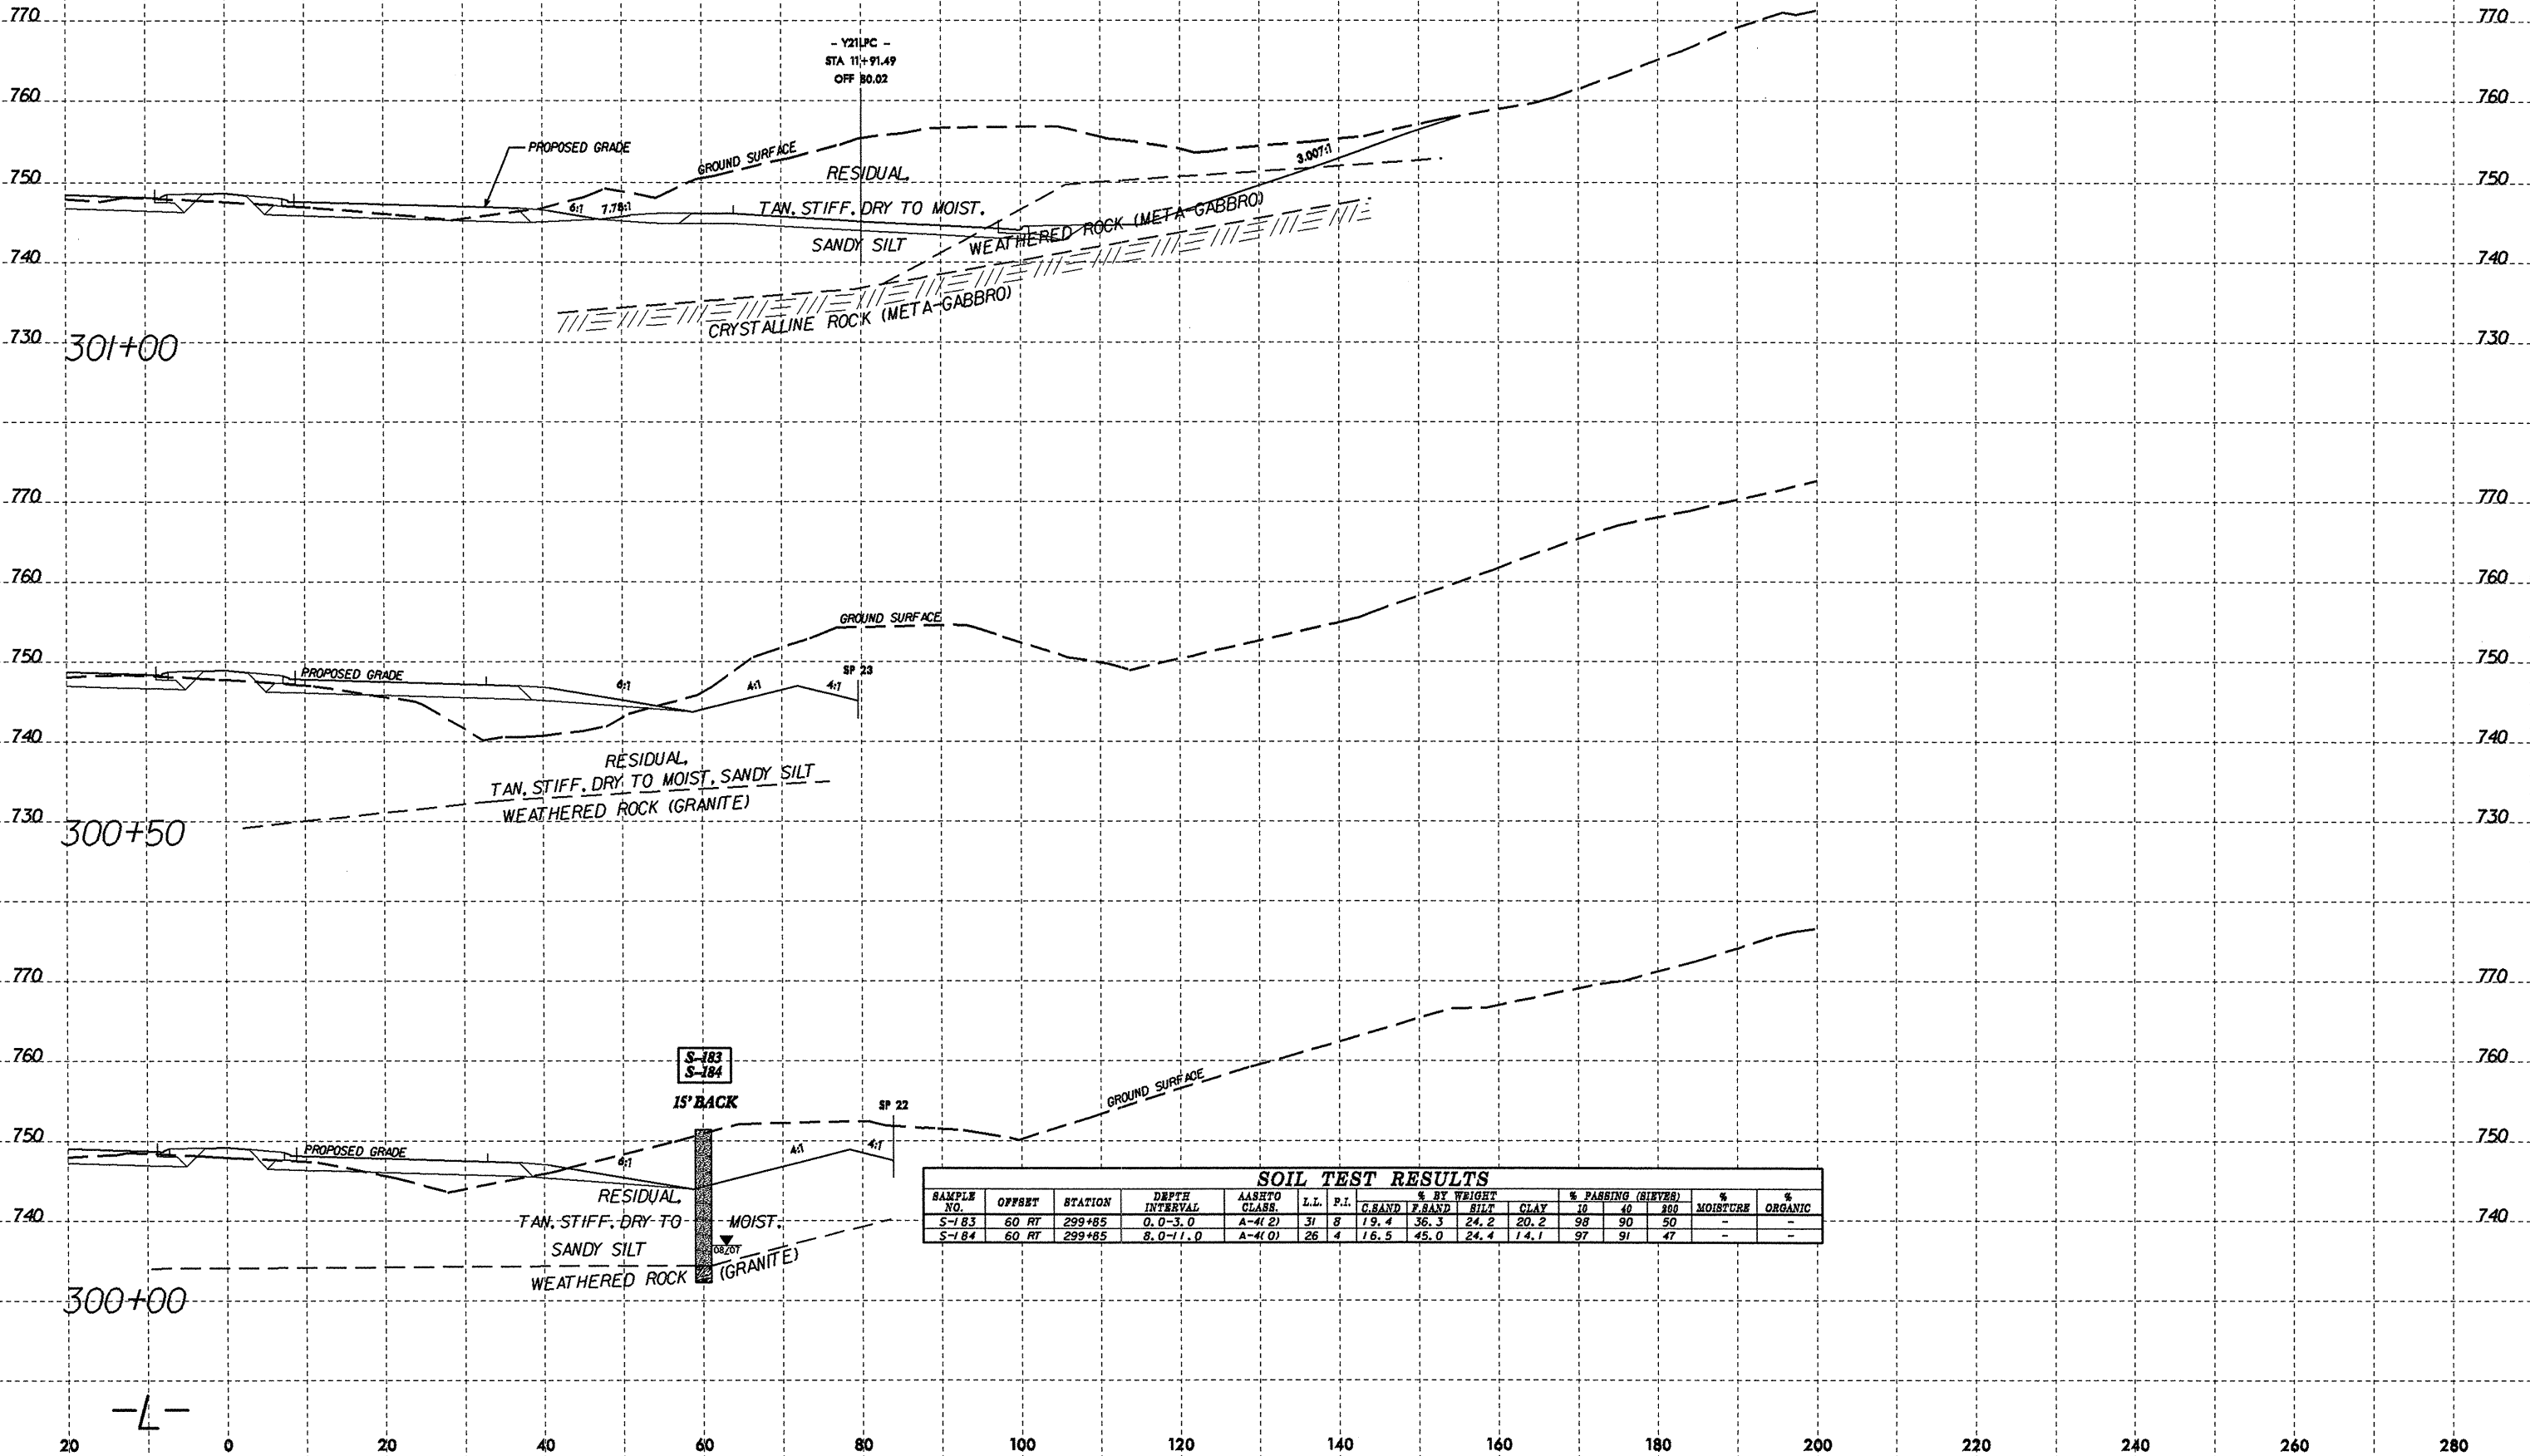 770 770
- Y21LPC -
STA 11+91.49
OFF 80.02
760 760
PROPOSED GRADE
GROUND SURFACE
3.007:1
750 RESIDUAL, 750
6:1 7.78:1 TAN, STIFF, DRY TO MOIST,
SANDY SILT WEATHERED ROCK (META-GABBRO)
740 740
CRYSTALLINE ROCK (META-GABBRO)
730 730
301+00
770 770
760 760
GROUND SURFACE
750 750
PROPOSED GRADE 6:1 4:1 4:1 SP 23
740 740
RESIDUAL,
TAN, STIFF, DRY TO MOIST, SANDY SILT
WEATHERED ROCK (GRANITE)
730 730
300+50
770 770
760 760
S-183
S-184
15' BACK
GROUND SURFACE
SP 22
750 750
PROPOSED GRADE 6:1 4:1 4:1
RESIDUAL,
TAN, STIFF, DRY TO MOIST,
740 740
SANDY SILT 08/07
WEATHERED ROCK (GRANITE)
300+00
SOIL TEST RESULTS
SAMPLE NO. OFFSET STATION DEPTH INTERVAL AASHTO CLASS. L.L. P.I. % BY WEIGHT % PASSING (SIEVES) % MOISTURE % ORGANIC
C.SAND F.SAND SILT CLAY 10 40 200
S-183 60 RT 299+85 0.0-3.0 A-4(2) 31 8 19.4 36.3 24.2 20.2 98 90 50 - -
S-184 60 RT 299+85 8.0-11.0 A-4(0) 26 4 16.5 45.0 24.4 14.1 97 91 47 - -
-L-
20 0 20 40 60 80 100 120 140 160 180 200 220 240 260 280